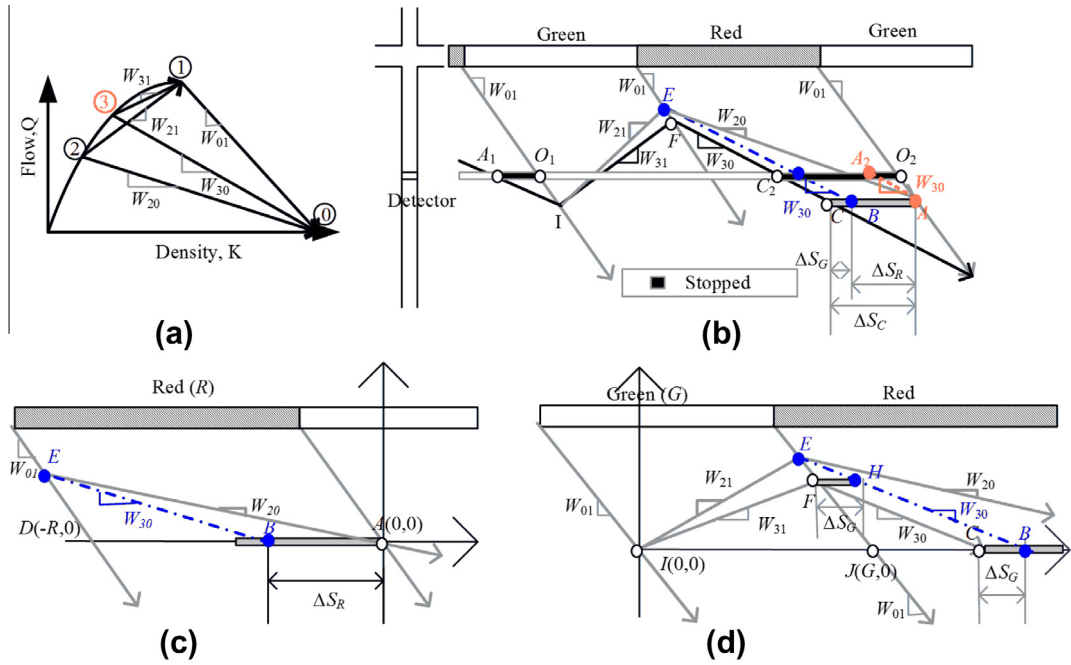 (a)
Flow,Q
Density, K
1
3
2
0
W31
W21
W01
W30
W20
(b)
Green
Red
Green
W01
W01
W01
E
W21
W20
F
W31
W30
A1
O1
A2
O2
C2
W30
Detector
I
W30
C
B
A
ΔSG
ΔSR
Stopped
ΔSC
(c)
Red (R)
W01
E
W20
W30
D(-R,0)
B
A(0,0)
ΔSR
(d)
Green (G)
Red
E
H
W21
W20
W01
F
W30
W31
ΔSG
W30
C
B
I(0,0)
J(G,0)
ΔSG
W01